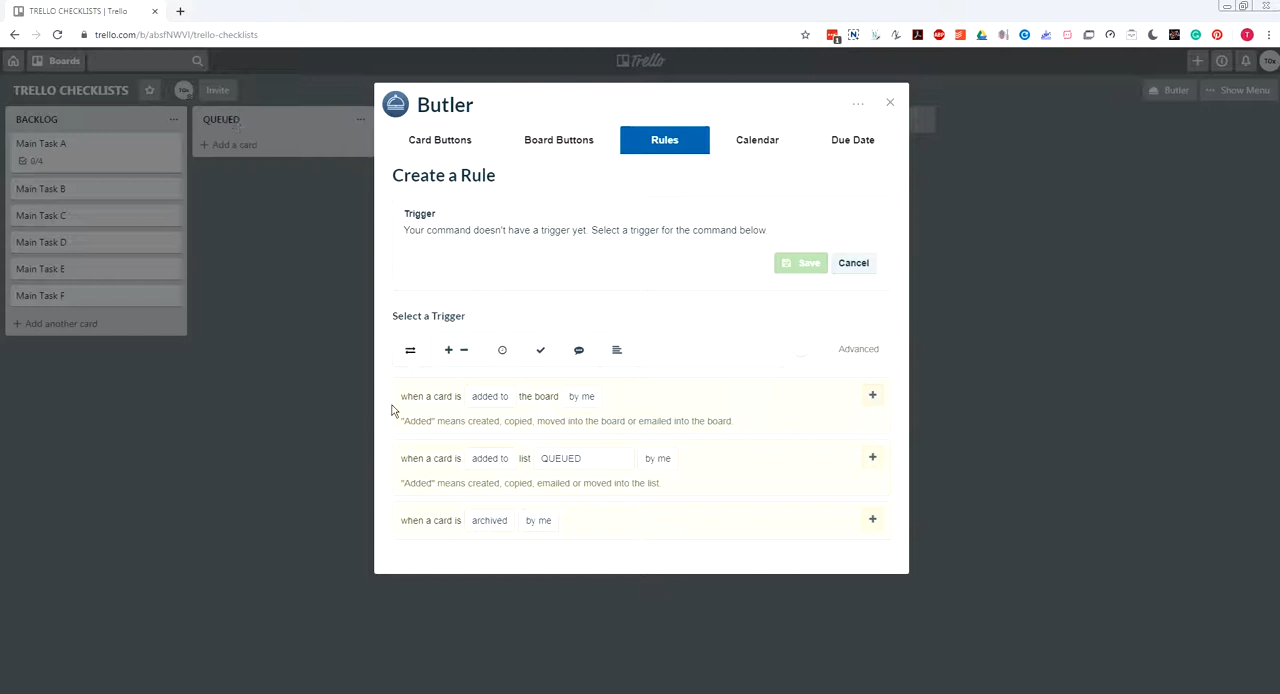 TRELLO CHECKLISTS | Trello
trello.com/b/absfNWVl/trello-checklists
Boards
Trello
TRELLO CHECKLISTS
Invite
Butler
Show Menu
BACKLOG
Main Task A
0/4
Main Task B
Main Task C
Main Task D
Main Task E
Main Task F
+ Add another card
QUEUED
+ Add a card
Butler
Card Buttons
Board Buttons
Rules
Calendar
Due Date
Create a Rule
Trigger
Your command doesn't have a trigger yet. Select a trigger for the command below
Save
Cancel
Select a Trigger
Advanced
when a card is added to the board by me
"Added" means created, copied, moved into the board or emailed into the board.
when a card is added to list QUEUED by me
"Added" means created, copied, emailed or moved into the list.
when a card is archived by me